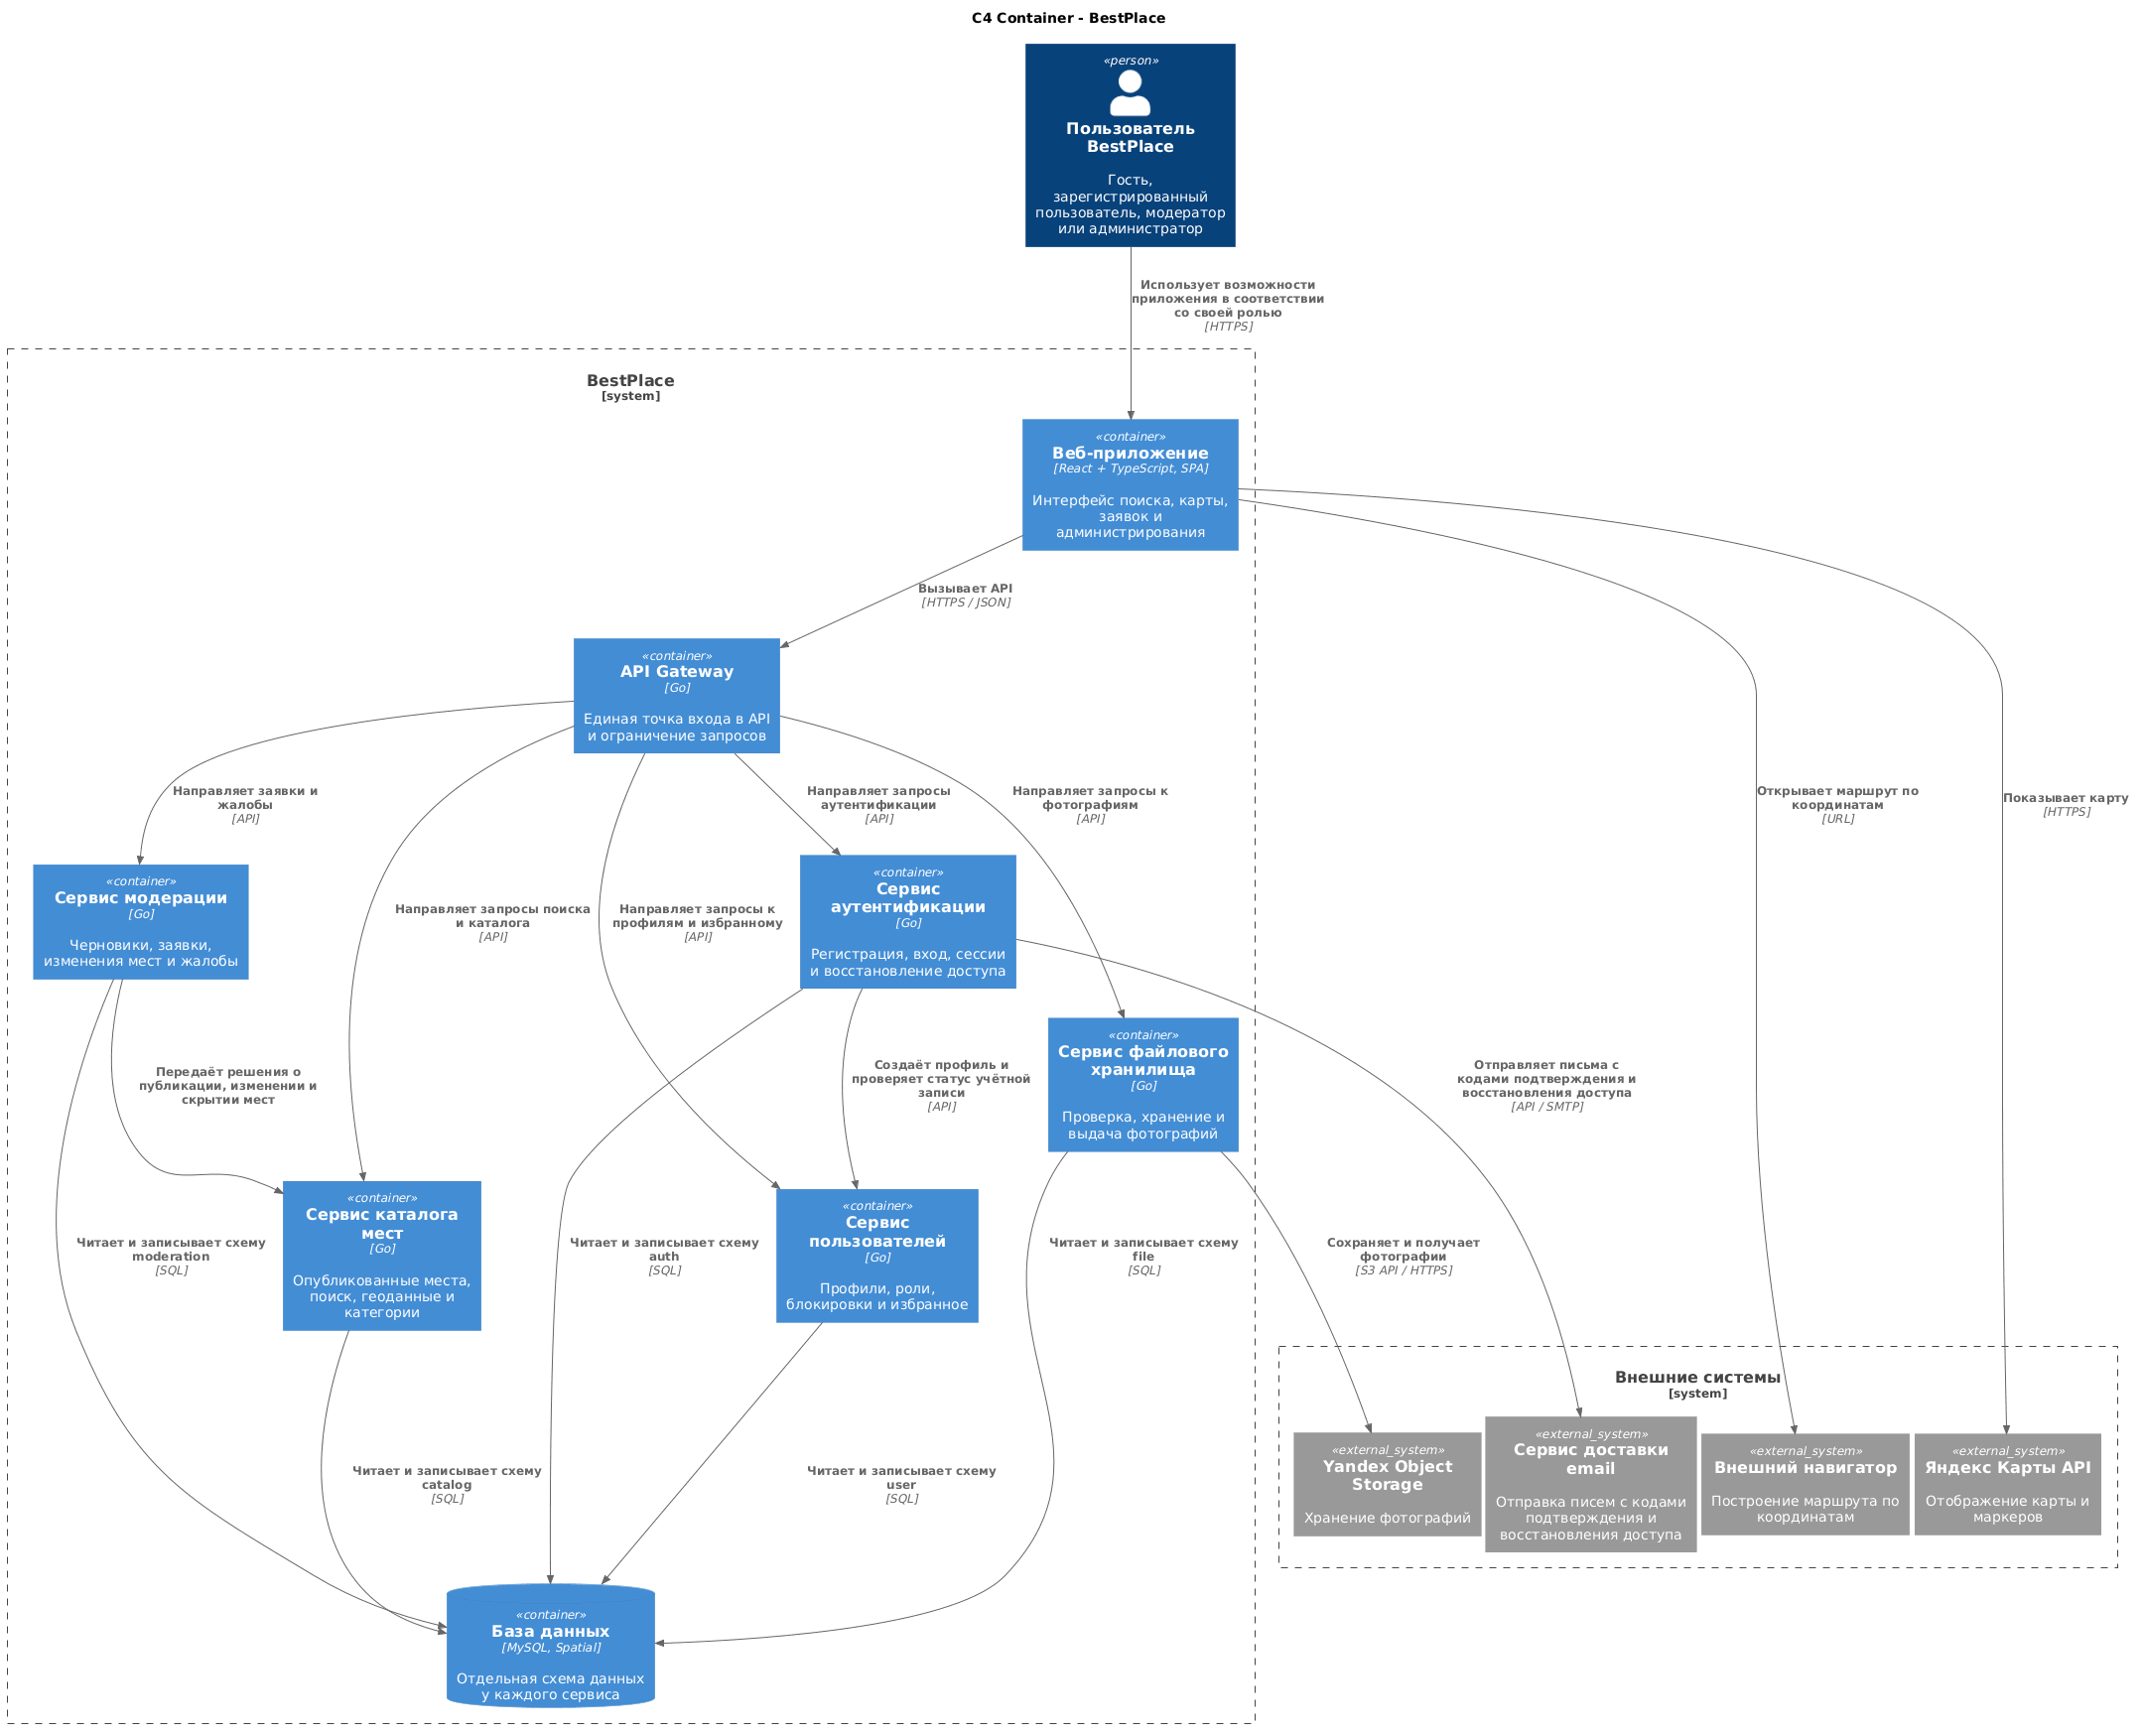 C4 Container - BestPlace
«person»
Пользователь
BestPlace
Гость,
зарегистрированный
пользователь, модератор
или администратор
Использует возможности
приложения в соответствии
со своей ролью
[HTTPS]
BestPlace
[system]
«container»
Веб-приложение
[React + TypeScript, SPA]
Интерфейс поиска, карты,
заявок и
администрирования
Вызывает API
[HTTPS / JSON]
«container»
API Gateway
[Go]
Единая точка входа в API
и ограничение запросов
Направляет заявки и
жалобы
[API]
Направляет запросы
аутентификации
[API]
Направляет запросы к
фотографиям
[API]
Открывает маршрут по
координатам
[URL]
Показывает карту
[HTTPS]
«container»
Сервис модерации
[Go]
Черновики, заявки,
изменения мест и жалобы
Направляет запросы поиска
и каталога
[API]
Направляет запросы к
профилям и избранному
[API]
«container»
Сервис
аутентификации
[Go]
Регистрация, вход, сессии
и восстановление доступа
«container»
Сервис файлового
хранилища
[Go]
Проверка, хранение и
выдача фотографий
Передаёт решения о
публикации, изменении и
скрытии мест
Создаёт профиль и
проверяет статус учётной
записи
[API]
Отправляет письма с
кодами подтверждения и
восстановления доступа
[API / SMTP]
Читает и записывает схему
moderation
[SQL]
«container»
Сервис каталога
мест
[Go]
Опубликованные места,
поиск, геоданные и
категории
Читает и записывает схему
auth
[SQL]
«container»
Сервис
пользователей
[Go]
Профили, роли,
блокировки и избранное
Читает и записывает схему
file
[SQL]
Сохраняет и получает
фотографии
[S3 API / HTTPS]
Читает и записывает схему
catalog
[SQL]
Читает и записывает схему
user
[SQL]
Внешние системы
[system]
«external_system»
Yandex Object
Storage
Хранение фотографий
«external_system»
Сервис доставки
email
Отправка писем с кодами
подтверждения и
восстановления доступа
«external_system»
Внешний навигатор
Построение маршрута по
координатам
«external_system»
Яндекс Карты API
Отображение карты и
маркеров
«container»
База данных
[MySQL, Spatial]
Отдельная схема данных
у каждого сервиса